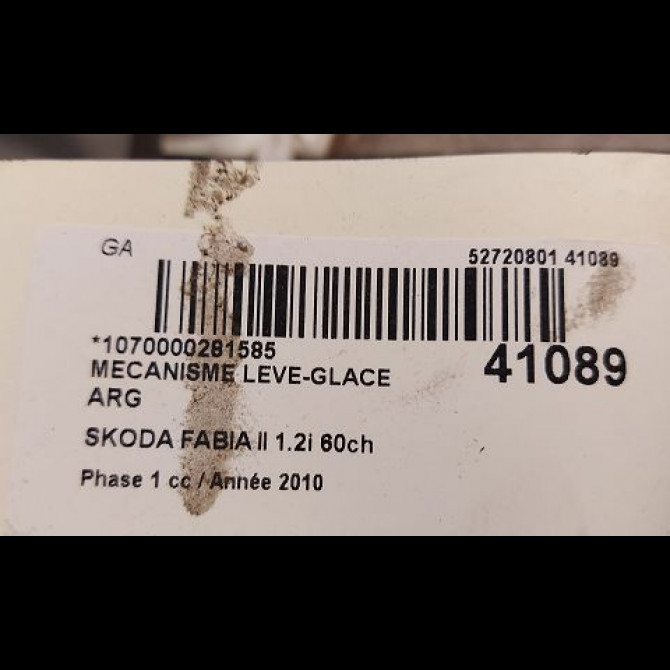 GA
52720801 41089
*1070000281585
41089
MECANISME LEVE-GLACE
ARG
SKODA FABIA II 1.2i 60ch
Phase 1 cc / Année 2010